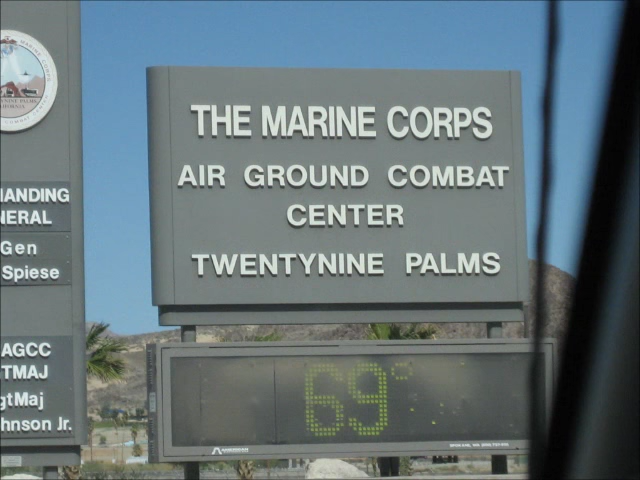 MANDING
NERAL
Gen
Spiese
AGCC
TMAJ
gtMaj
hnson Jr.
THE MARINE CORPS
AIR GROUND COMBAT
CENTER
TWENTYNINE PALMS
69°